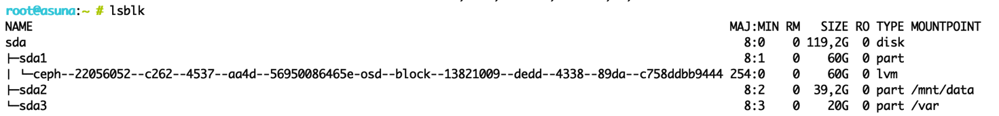 root@asuna:~ # lsblk
NAME MAJ:MIN RM SIZE RO TYPE MOUNTPOINT
sda 8:0 0 119,2G 0 disk
├─sda1 8:1 0 60G 0 part
│ └─ceph--22056052--c262--4537--aa4d--56950086465e-osd--block--13821009--dedd--4338--89da--c758ddbb9444 254:0 0 60G 0 lvm
├─sda2 8:2 0 39,2G 0 part /mnt/data
└─sda3 8:3 0 20G 0 part /var